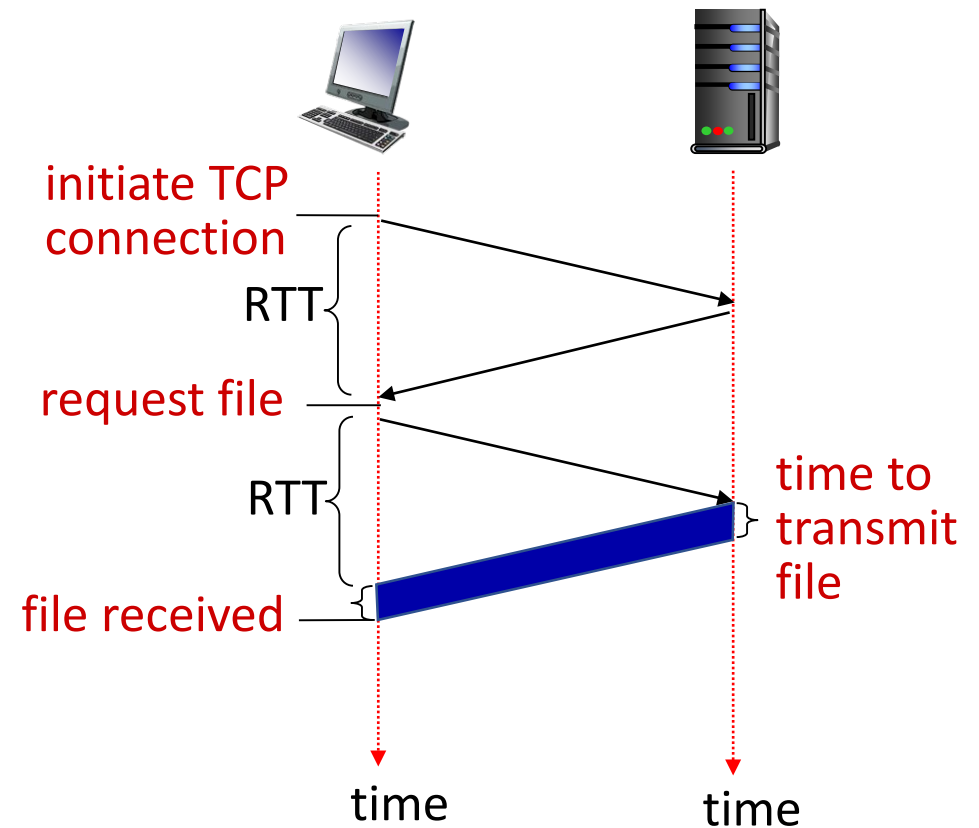 initiate TCP
connection
RTT
request file
RTT
time to
transmit
file
file received
time
time